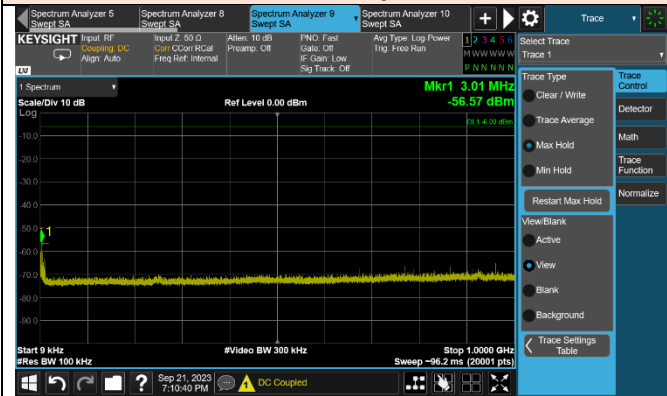 Spectrum Analyzer 5
Swept SA
Spectrum Analyzer 8
Swept SA
Spectrum Analyzer 9
Swept SA
Spectrum Analyzer 10
Swept SA
Trace
KEYSIGHT
Input: RF
Coupling: DC
Align: Auto
Input Z: 50 Ω
Corr CCorr RCal
Freq Ref: Internal
Atten: 10 dB
Preamp: Off
PNO: Fast
Gate: Off
IF Gain: Low
Sig Track: Off
Avg Type: Log Power
Trig: Free Run
1 2 3 4 5 6
M W W W W W
P N N N N N
LXI
Select Trace
Trace 1
1 Spectrum
Scale/Div 10 dB
Log
Ref Level 0.00 dBm
Mkr1 3.01 MHz
-56.57 dBm
DL1 -6.00 dBm
-10.0
-20.0
-30.0
-40.0
-50.0
-60.0
-70.0
-80.0
-90.0
1
Start 9 kHz
#Res BW 100 kHz
#Video BW 300 kHz
Stop 1.0000 GHz
Sweep ~96.2 ms (20001 pts)
Trace Type
Clear / Write
Trace Average
Max Hold
Min Hold
Restart Max Hold
View/Blank
Active
View
Blank
Background
Trace Settings
Table
Trace
Control
Detector
Math
Trace
Function
Normalize
Sep 21, 2023
7:10:40 PM
DC Coupled